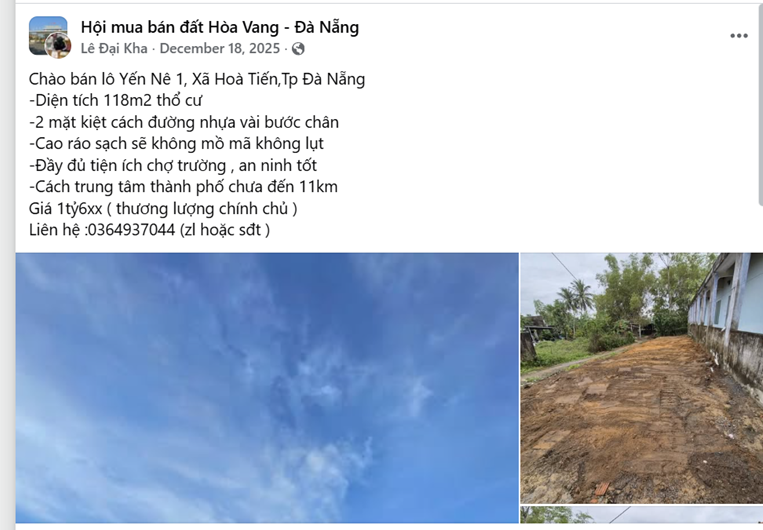 Hội mua bán đất Hòa Vang - Đà Nẵng
Lê Đại Kha · December 18, 2025 ·
Chào bán lô Yến Nê 1, Xã Hoà Tiến,Tp Đà Nẵng
-Diện tích 118m2 thổ cư
-2 mặt kiệt cách đường nhựa vài bước chân
-Cao ráo sạch sẽ không mồ mã không lụt
-Đầy đủ tiện ích chợ trường , an ninh tốt
-Cách trung tâm thành phố chưa đến 11km
Giá 1tỷ6xx ( thương lượng chính chủ )
Liên hệ :0364937044 (zl hoặc sđt )